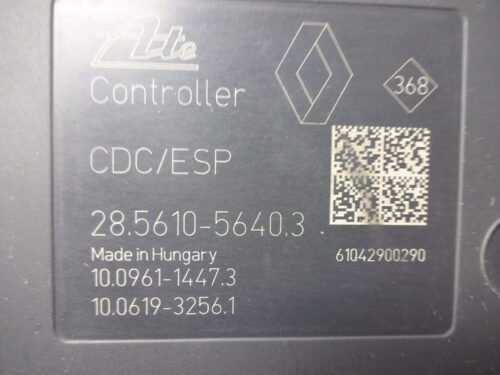 Ate
368
Controller
CDC/ESP
28.5610-5640.3
Made in Hungary
61042900290
10.0961-1447.3
10.0619-3256.1